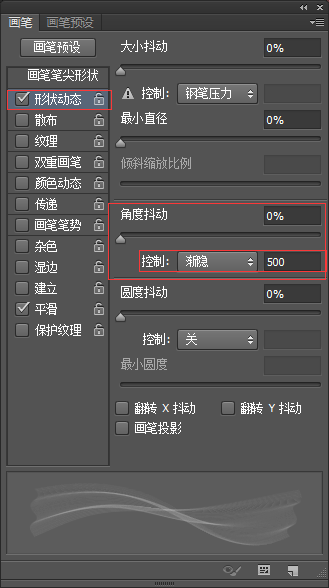 画笔 画笔预设
画笔预设
画笔笔尖形状
形状动态
散布
纹理
双重画笔
颜色动态
传递
画笔笔势
杂色
湿边
建立
平滑
保护纹理
大小抖动 0%
控制: 钢笔压力
最小直径 0%
倾斜缩放比例
角度抖动 0%
控制: 渐隐 500
圆度抖动 0%
控制: 关
最小圆度
翻转 X 抖动 翻转 Y 抖动
画笔投影